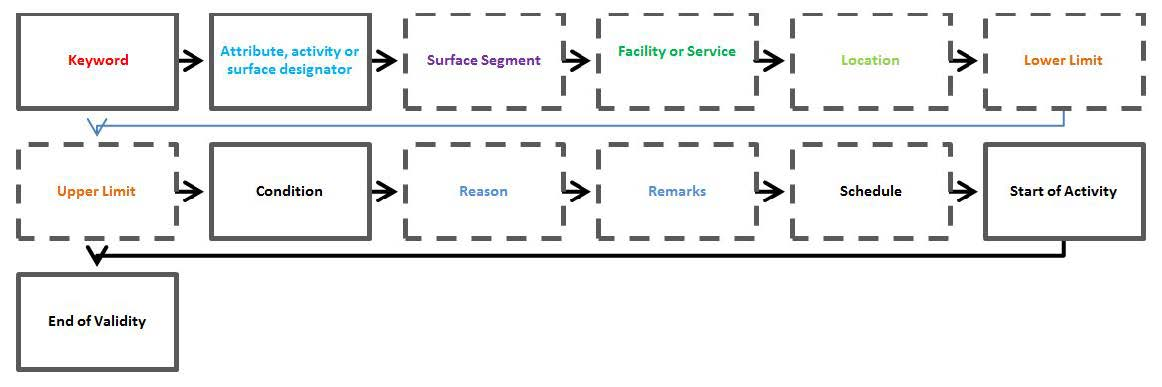 Keyword
Attribute, activity or
surface designator
Surface Segment
Facility or Service
Location
Lower Limit
Upper Limit
Condition
Reason
Remarks
Schedule
Start of Activity
End of Validity